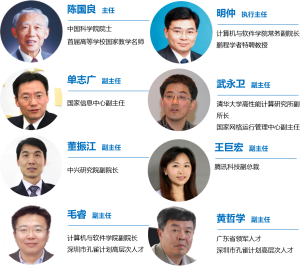 陈国良 主任
中国科学院院士
首届高等学校国家教学名师
明仲 执行主任
计算机与软件学院常务副院长
鹏程学者特聘教授
单志广 副主任
国家信息中心副主任
武永卫 副主任
清华大学高性能计算研究所副
所长
国家网格运行管理中心副主任
董振江 副主任
中兴研究院副院长
王巨宏 副主任
腾讯科技副总裁
毛睿 副主任
计算机与软件学院副院长
深圳市孔雀计划高层次人才
黄哲学 副主任
广东省领军人才
深圳市孔雀计划高层次人才